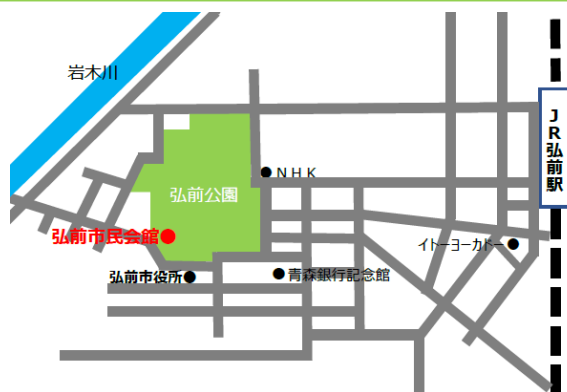 岩木川
JR弘前駅
●NHK
弘前公園
弘前市民会館●
イトーヨーカドー●
弘前市役所●
●青森銀行記念館